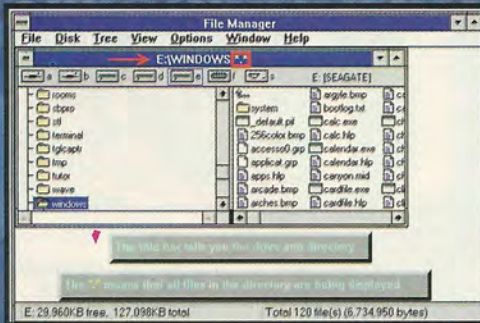 File Manager
File Disk Tree View Options Window Help
E:\WINDOWS\*.*
a b c d e f s E: [SEAGATE]
rooms
sbpro
stl
terminal
tglcaptr
tmp
tutor
wave
windows
system
_default.pif
256color.bmp
accesso0.grp
applicat.grp
apps.hlp
arcade.bmp
arches.bmp
argyle.bmp
bootlog.txt
calc.exe
calc.hlp
calendar.exe
calendar.hlp
canyon.mid
cardfile.exe
cardfile.hlp
The title bar tells you the drive and directory.
The "*.*" means that all files in the directory are being displayed.
E: 29,960KB free, 127,098KB total Total 120 file(s) (6,734,950 bytes)